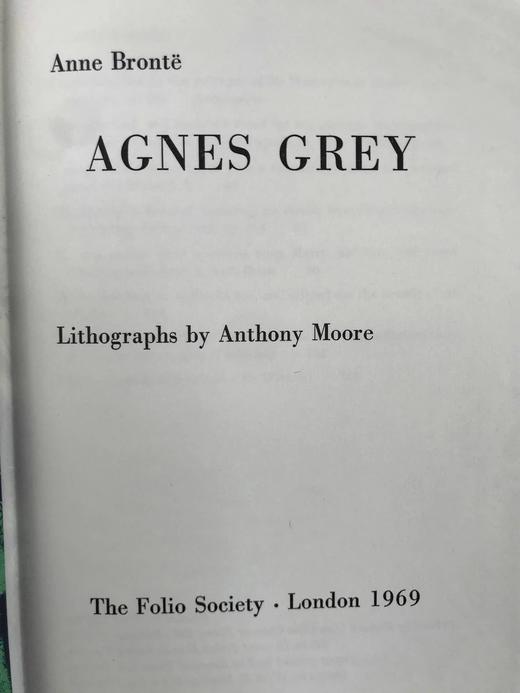 Anne Brontë
AGNES GREY
Lithographs by Anthony Moore
The Folio Society · London 1969